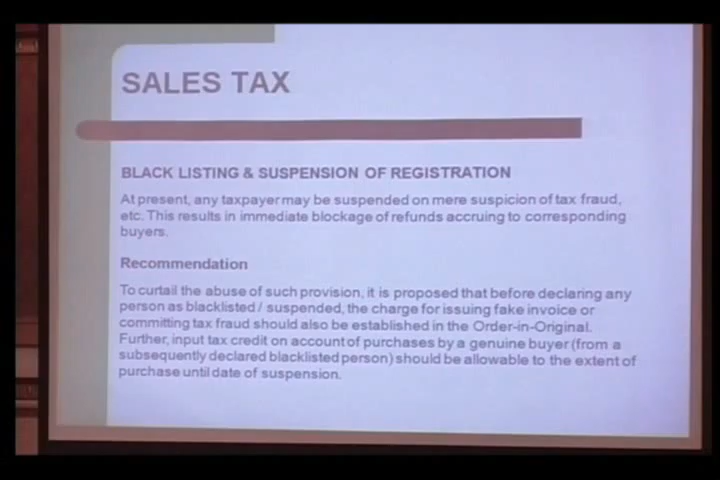 SALES TAX
BLACK LISTING & SUSPENSION OF REGISTRATION
At present, any taxpayer may be suspended on mere suspicion of tax fraud,
etc. This results in immediate blockage of refunds accruing to corresponding
buyers.
Recommendation
To curtail the abuse of such provision, it is proposed that before declaring any
person as blacklisted / suspended, the charge for issuing fake invoice or
committing tax fraud should also be established in the Order-in-Original.
Further, input tax credit on account of purchases by a genuine buyer (from a
subsequently declared blacklisted person) should be allowable to the extent of
purchase until date of suspension.